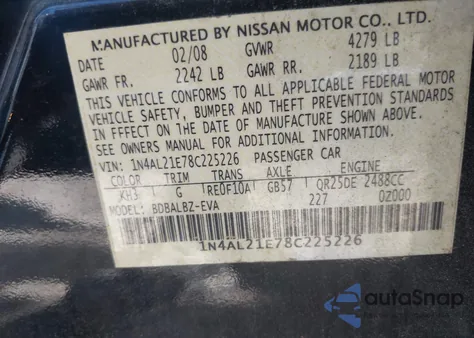 MANUFACTURED BY NISSAN MOTOR CO., LTD.
DATE 02/08 GVWR 4279 LB
GAWR FR. 2242 LB GAWR RR. 2189 LB
THIS VEHICLE CONFORMS TO ALL APPLICABLE FEDERAL MOTOR
VEHICLE SAFETY, BUMPER AND THEFT PREVENTION STANDARDS
IN EFFECT ON THE DATE OF MANUFACTURE SHOWN ABOVE.
SEE OWNERS MANUAL FOR ADDITIONAL INFORMATION.
VIN: 1N4AL21E78C225226 PASSENGER CAR
COLOR TRIM TRANS AXLE ENGINE
KH3 G RE0F10A GB57 QR25DE 2488CC
MODEL: BDBALBZ-EVA 227 0Z000
1N4AL21E78C225226
autoSnap